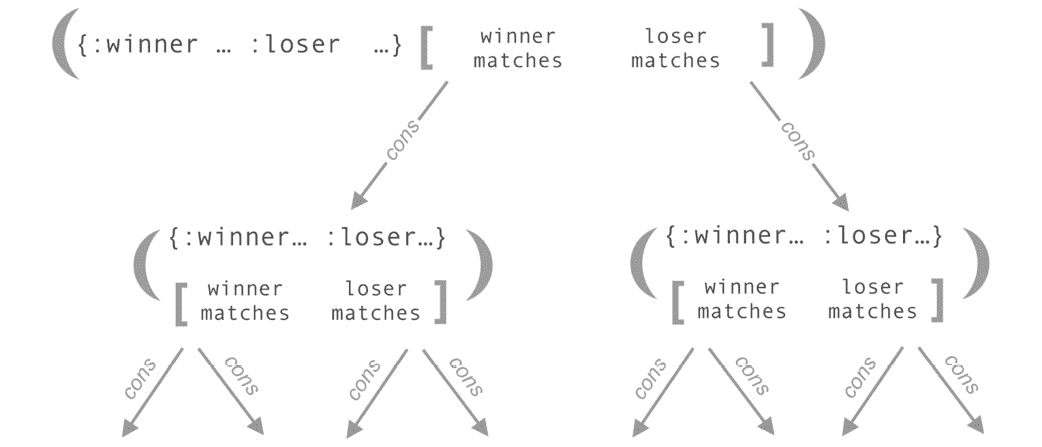 ({:winner … :loser …} [ winner matches loser matches ])
cons cons
({:winner… :loser…} [ winner matches loser matches ])
({:winner… :loser…} [ winner matches loser matches ])
cons cons cons cons cons cons cons cons